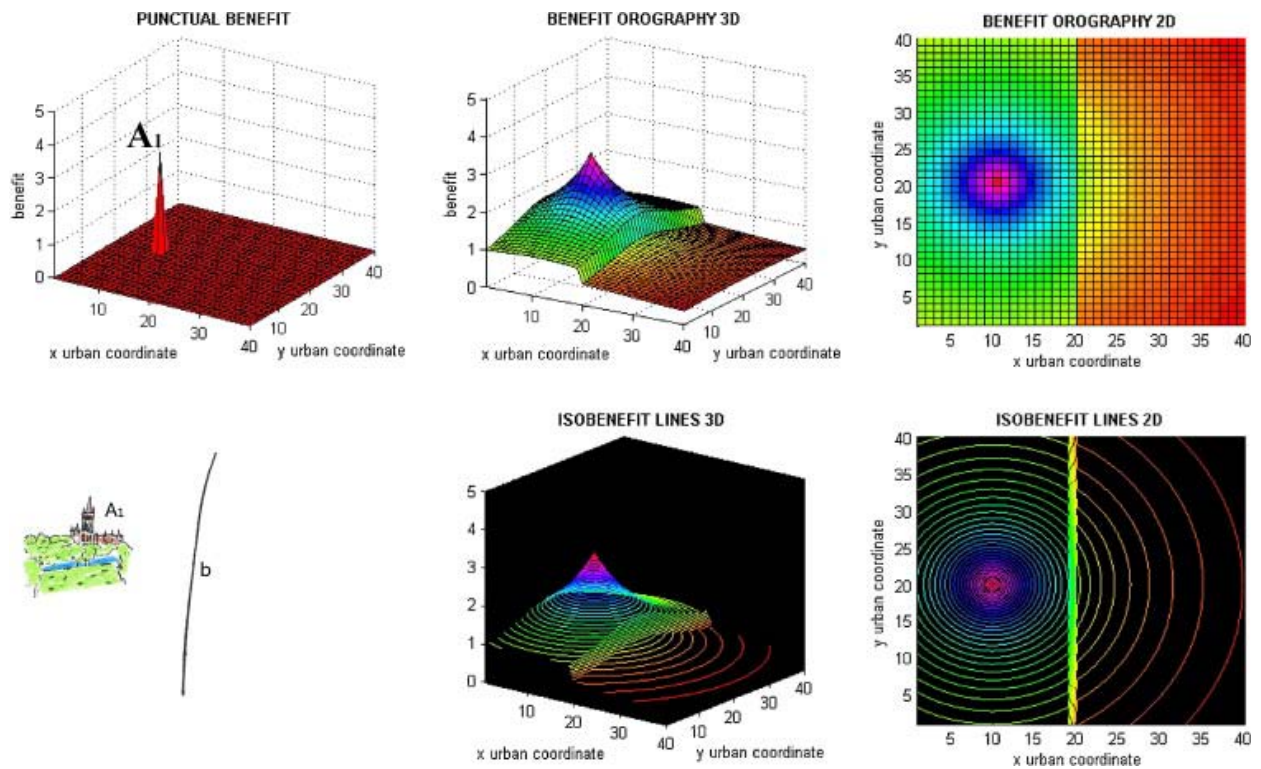 PUNCTUAL BENEFIT
5
4
3
2
1
0
benefit
A1
10
20
30
40
10
20
30
40
x urban coordinate
y urban coordinate
BENEFIT OROGRAPHY 3D
5
4
3
2
1
0
benefit
10
20
30
40
10
20
30
40
x urban coordinate
y urban coordinate
BENEFIT OROGRAPHY 2D
40
35
30
25
20
15
10
5
y urban coordinate
5 10 15 20 25 30 35 40
x urban coordinate
A1
b
ISOBENEFIT LINES 3D
5
4
3
2
1
0
10
20
30
40
10
20
30
40
x urban coordinate
y urban coordinate
ISOBENEFIT LINES 2D
40
35
30
25
20
15
10
5
y urban coordinate
5 10 15 20 25 30 35 40
x urban coordinate